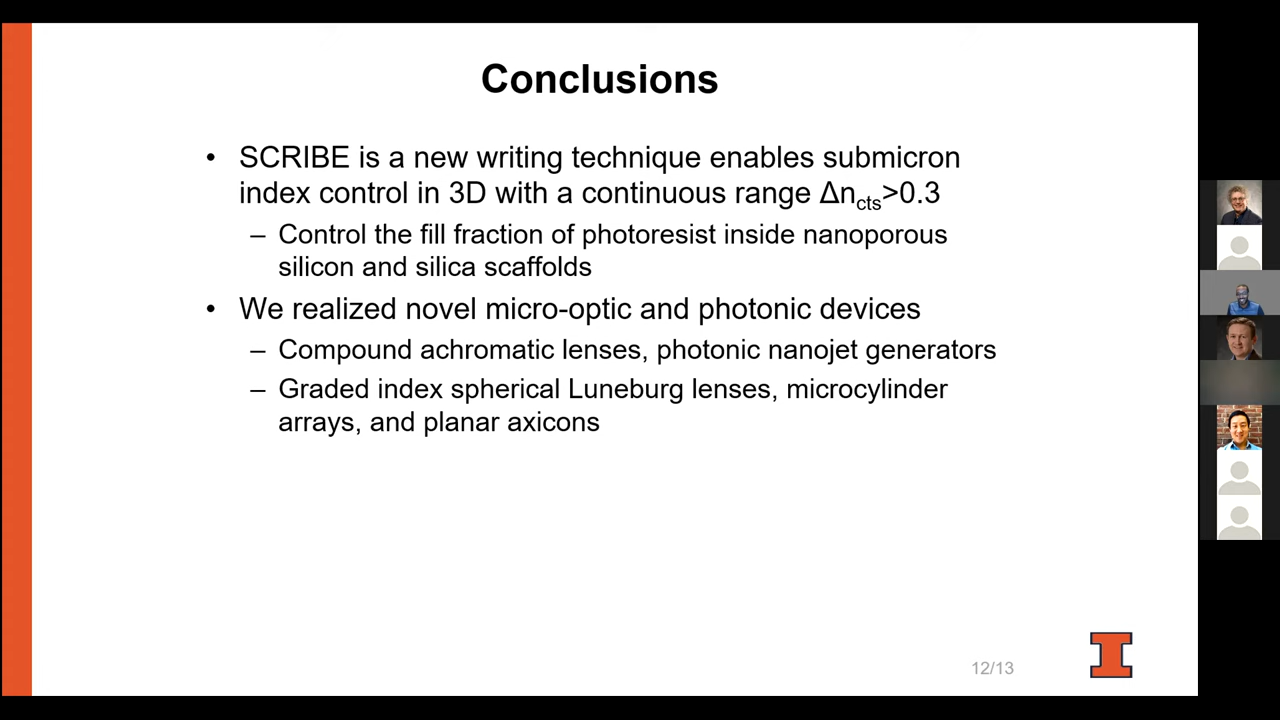 Conclusions
• SCRIBE is a new writing technique enables submicron
index control in 3D with a continuous range Δn_cts>0.3
– Control the fill fraction of photoresist inside nanoporous
silicon and silica scaffolds
• We realized novel micro-optic and photonic devices
– Compound achromatic lenses, photonic nanojet generators
– Graded index spherical Luneburg lenses, microcylinder
arrays, and planar axicons
12/13
I